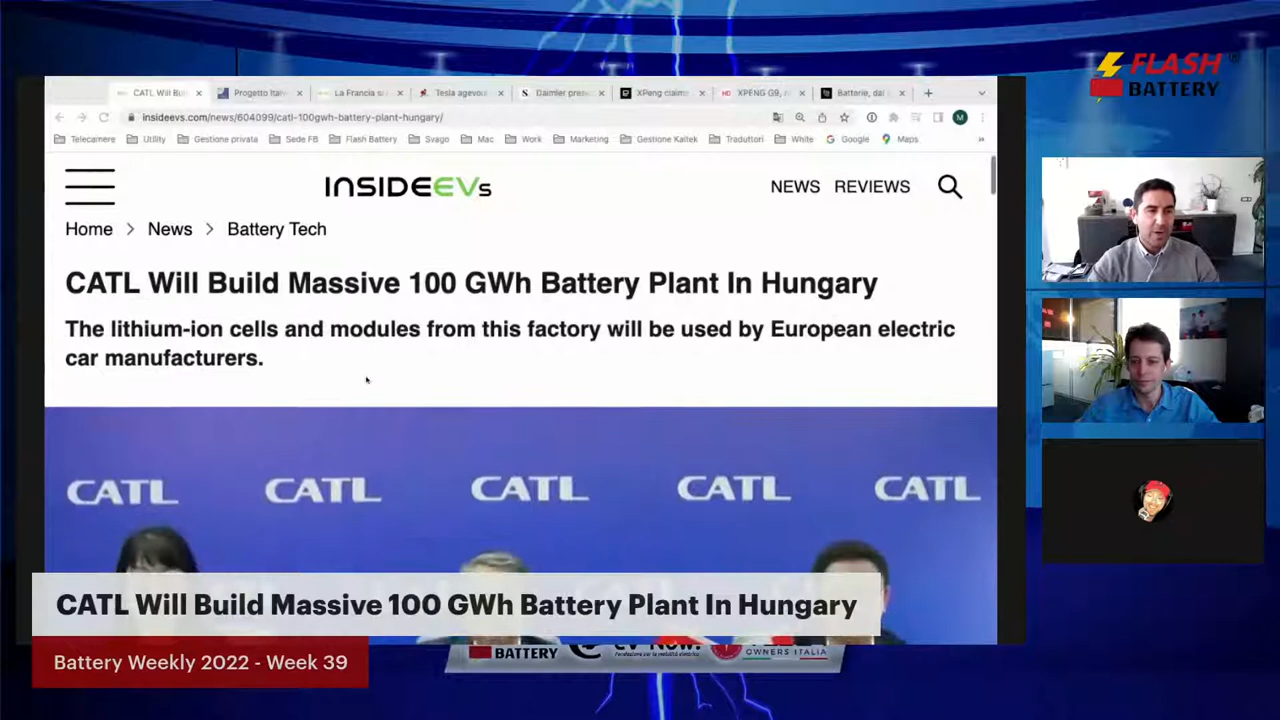 FLASH
BATTERY
CATL Will Buil
Progetto Itali
La Francia si
Tesla agevou
Daimler prese
XPeng claims
XPENG G9, r
Batterie, dal
insideevs.com/news/604099/catl-100gwh-battery-plant-hungary/
Telecamere Utility Gestione privata Sede FB Flash Battery Svago Mac Work Marketing Gestione Kaitek Traduttori White Google Maps »
INSIDEEVs
NEWS REVIEWS
Home > News > Battery Tech
CATL Will Build Massive 100 GWh Battery Plant In Hungary
The lithium-ion cells and modules from this factory will be used by European electric
car manufacturers.
CATL CATL CATL CATL CATL
CATL Will Build Massive 100 GWh Battery Plant In Hungary
Battery Weekly 2022 - Week 39
BATTERY
OWNERS ITALIA